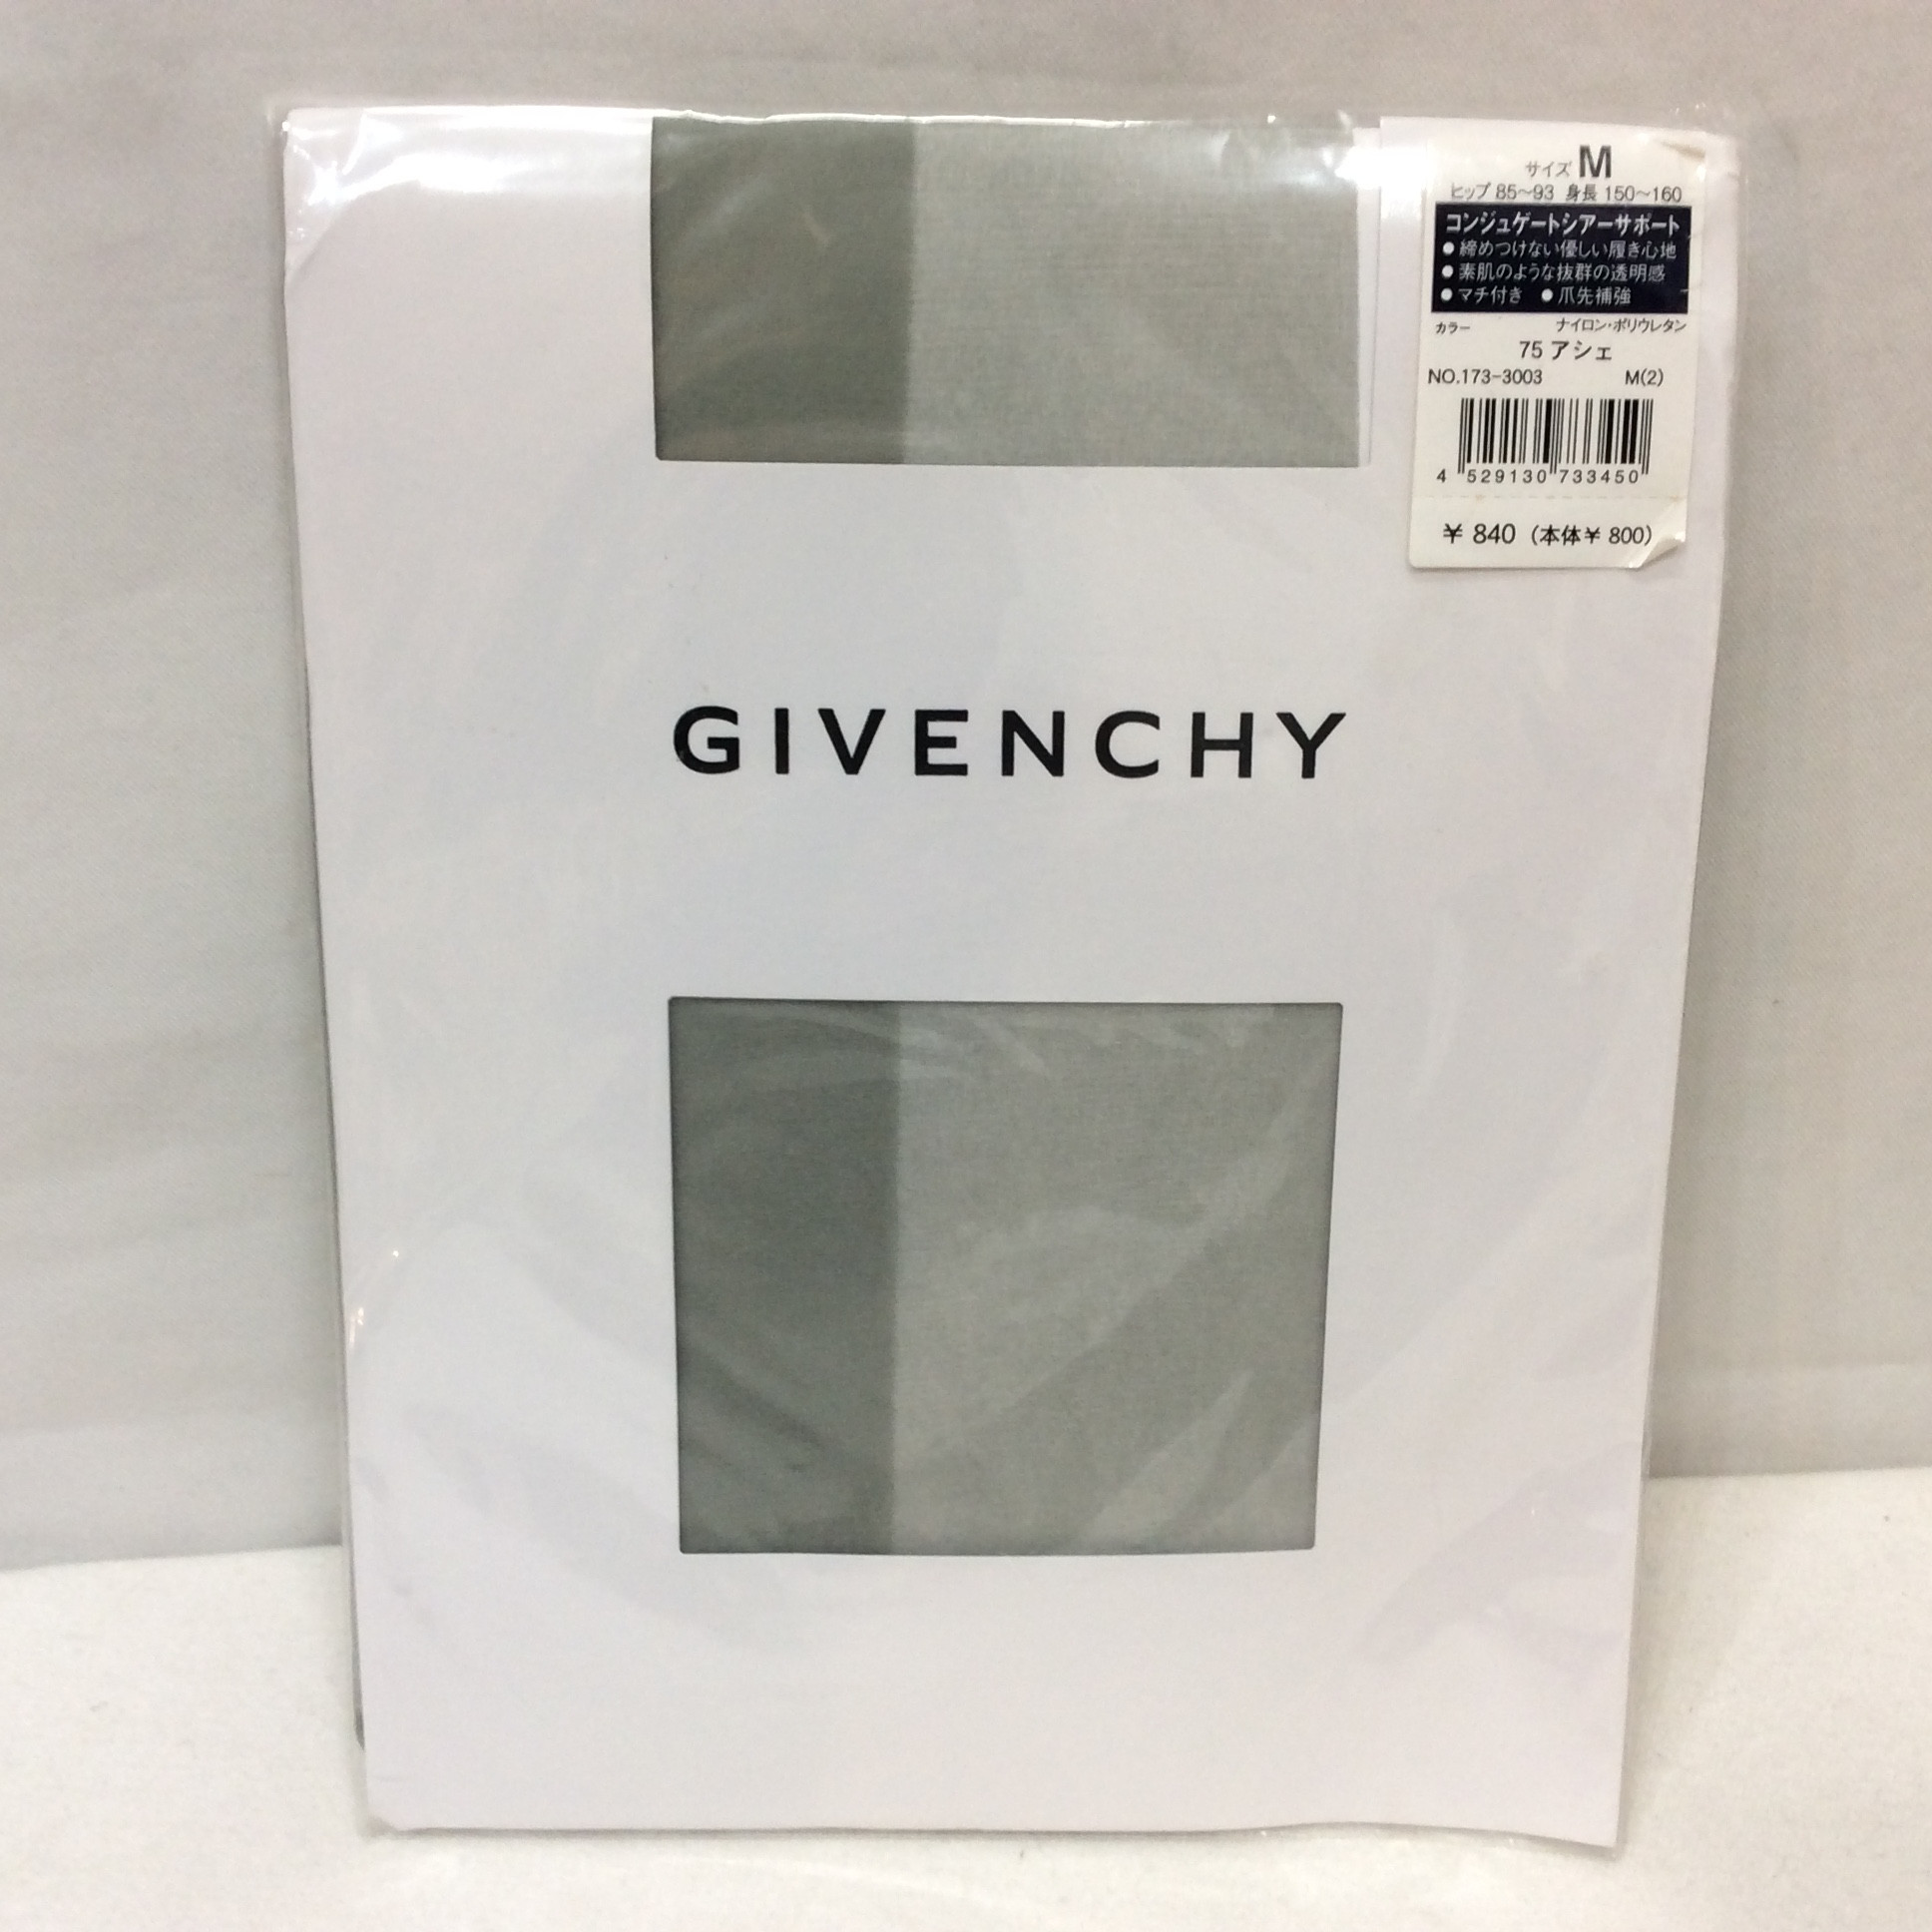 サイズ M
ヒップ 85〜93 身長 150〜160
コンジュゲートシアーサポート
● 締めつけない優しい履き心地
● 素肌のような抜群の透明感
● マチ付き ● 爪先補強
カラー ナイロン・ポリウレタン
75 アシェ
NO.173-3003 M(2)
4 529130 733450
¥ 840 (本体¥ 800)
GIVENCHY